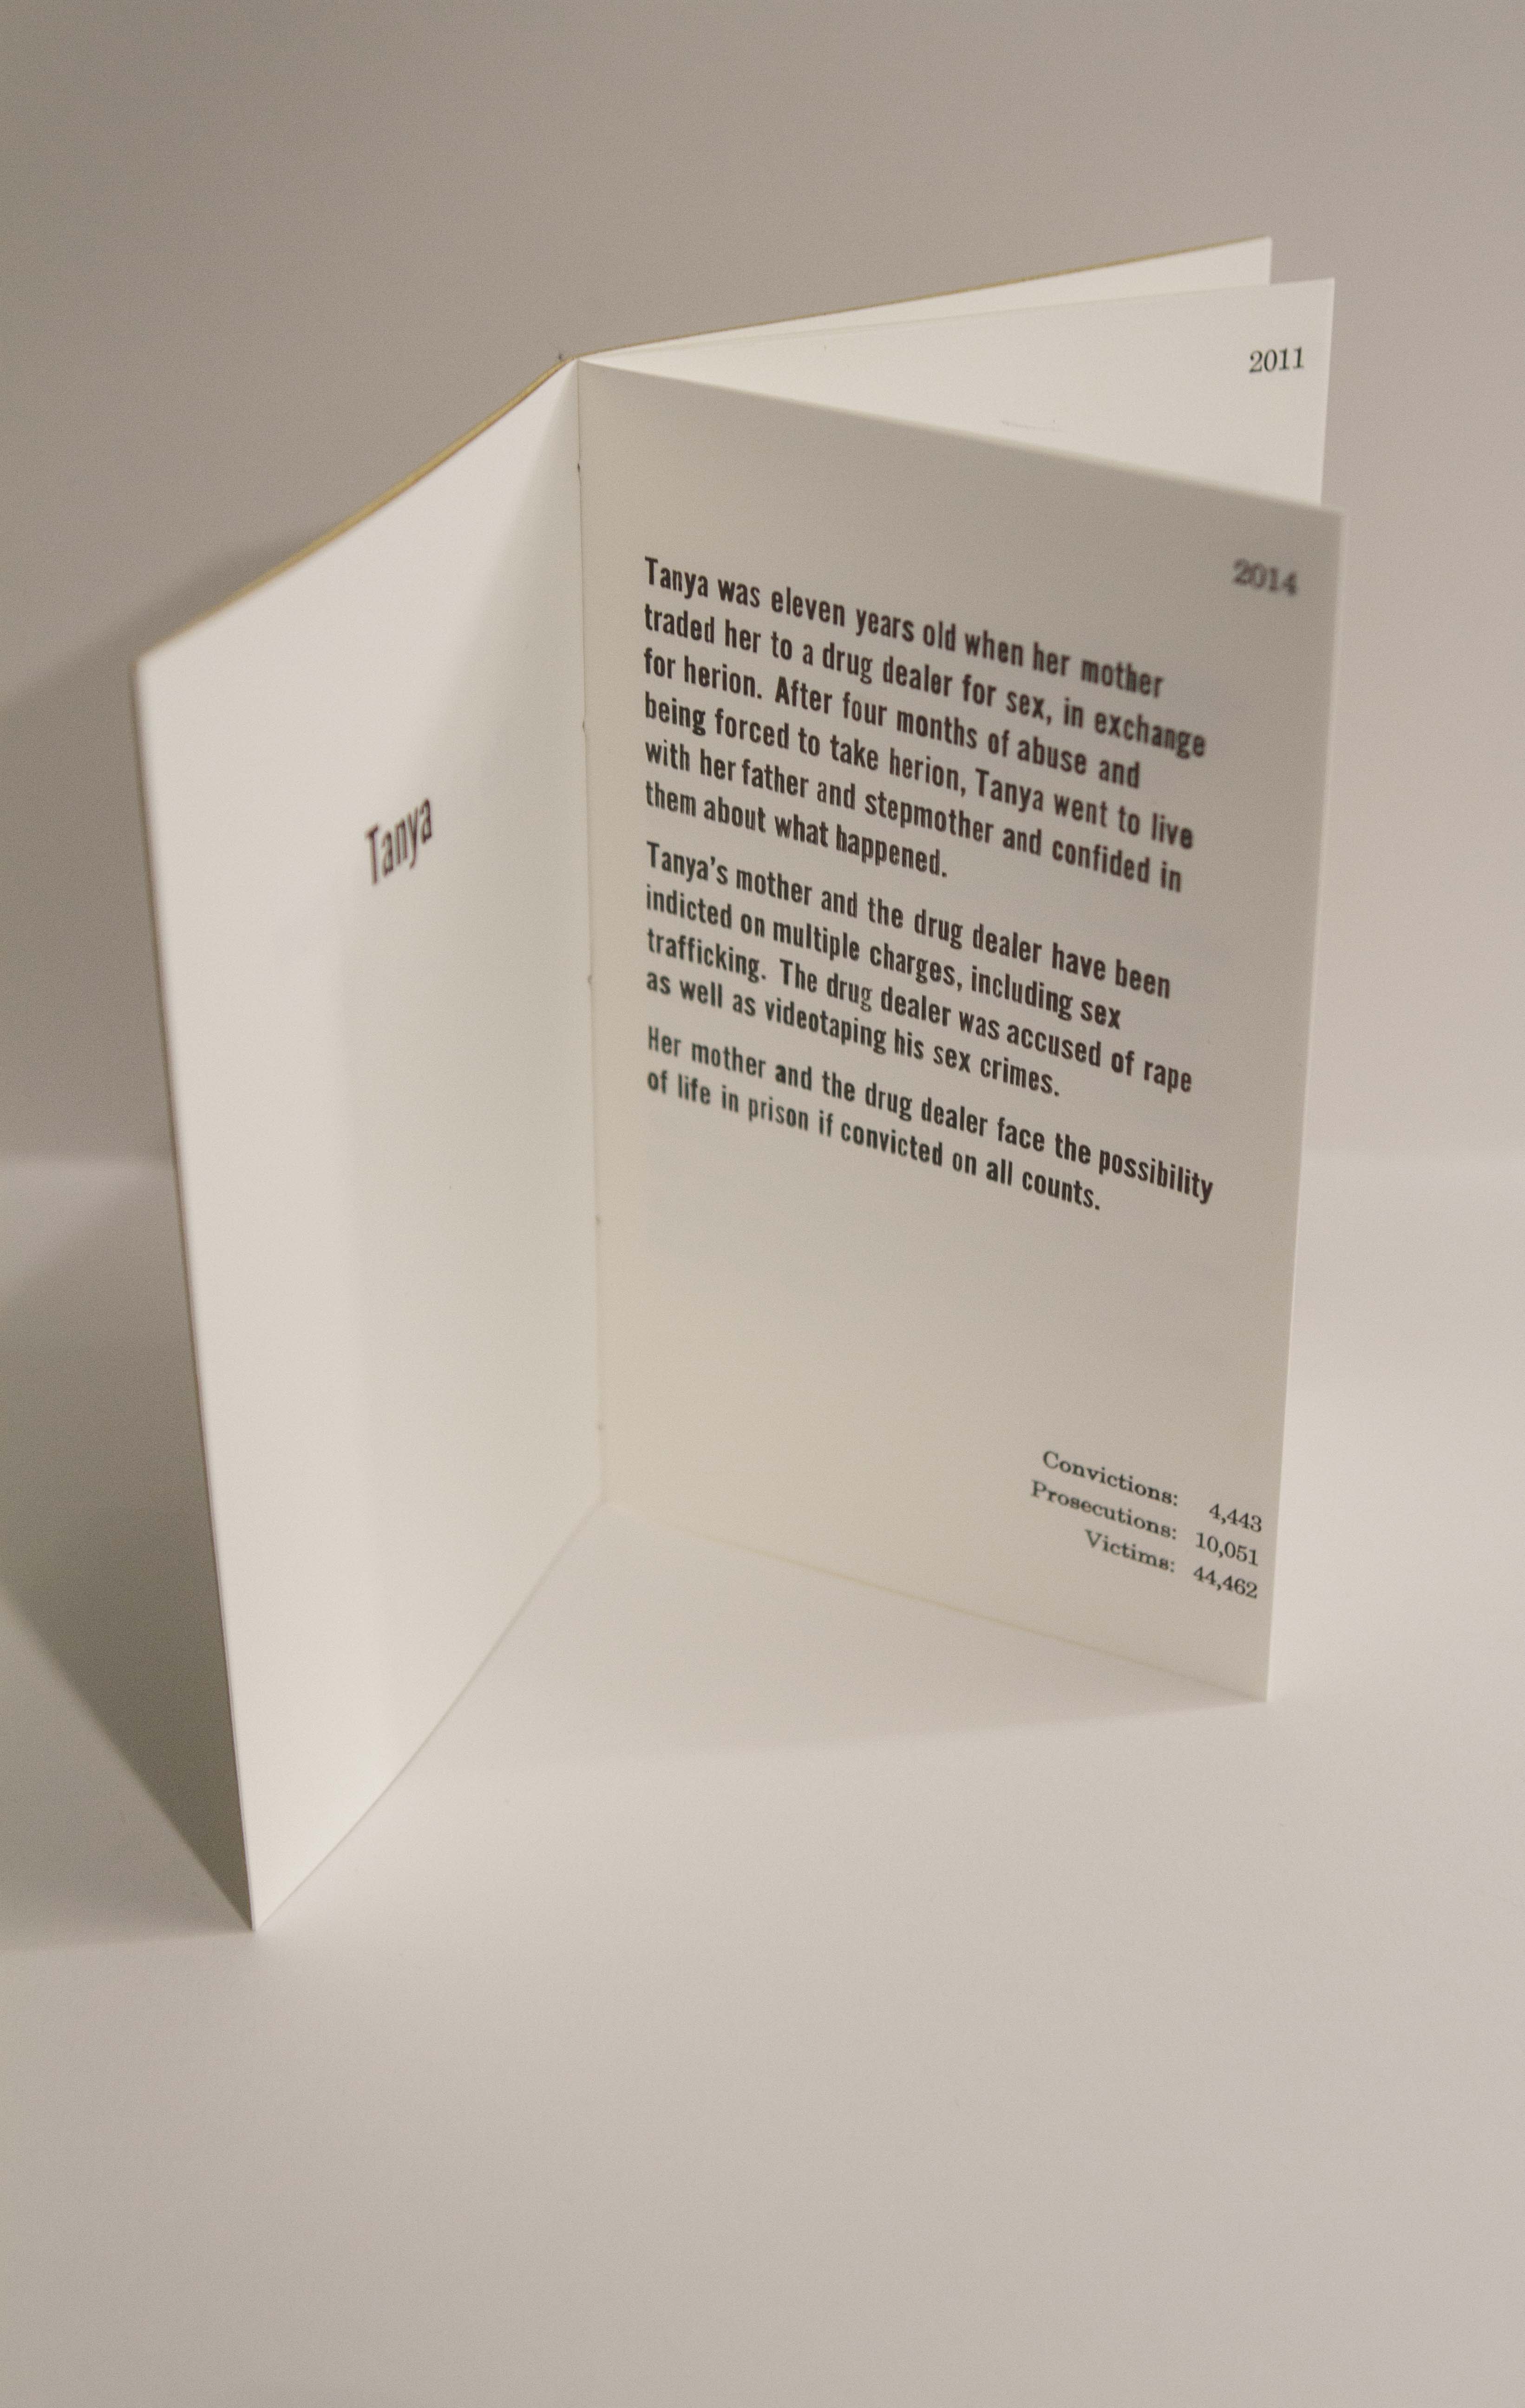 Tanya
2011
2014
Tanya was eleven years old when her mother
traded her to a drug dealer for sex, in exchange
for herion. After four months of abuse and
being forced to take herion, Tanya went to live
with her father and stepmother and confided in
them about what happened.
Tanya's mother and the drug dealer have been
indicted on multiple charges, including sex
trafficking. The drug dealer was accused of rape
as well as videotaping his sex crimes.
Her mother and the drug dealer face the possibility
of life in prison if convicted on all counts.
Convictions: 4,443
Prosecutions: 10,051
Victims: 44,462